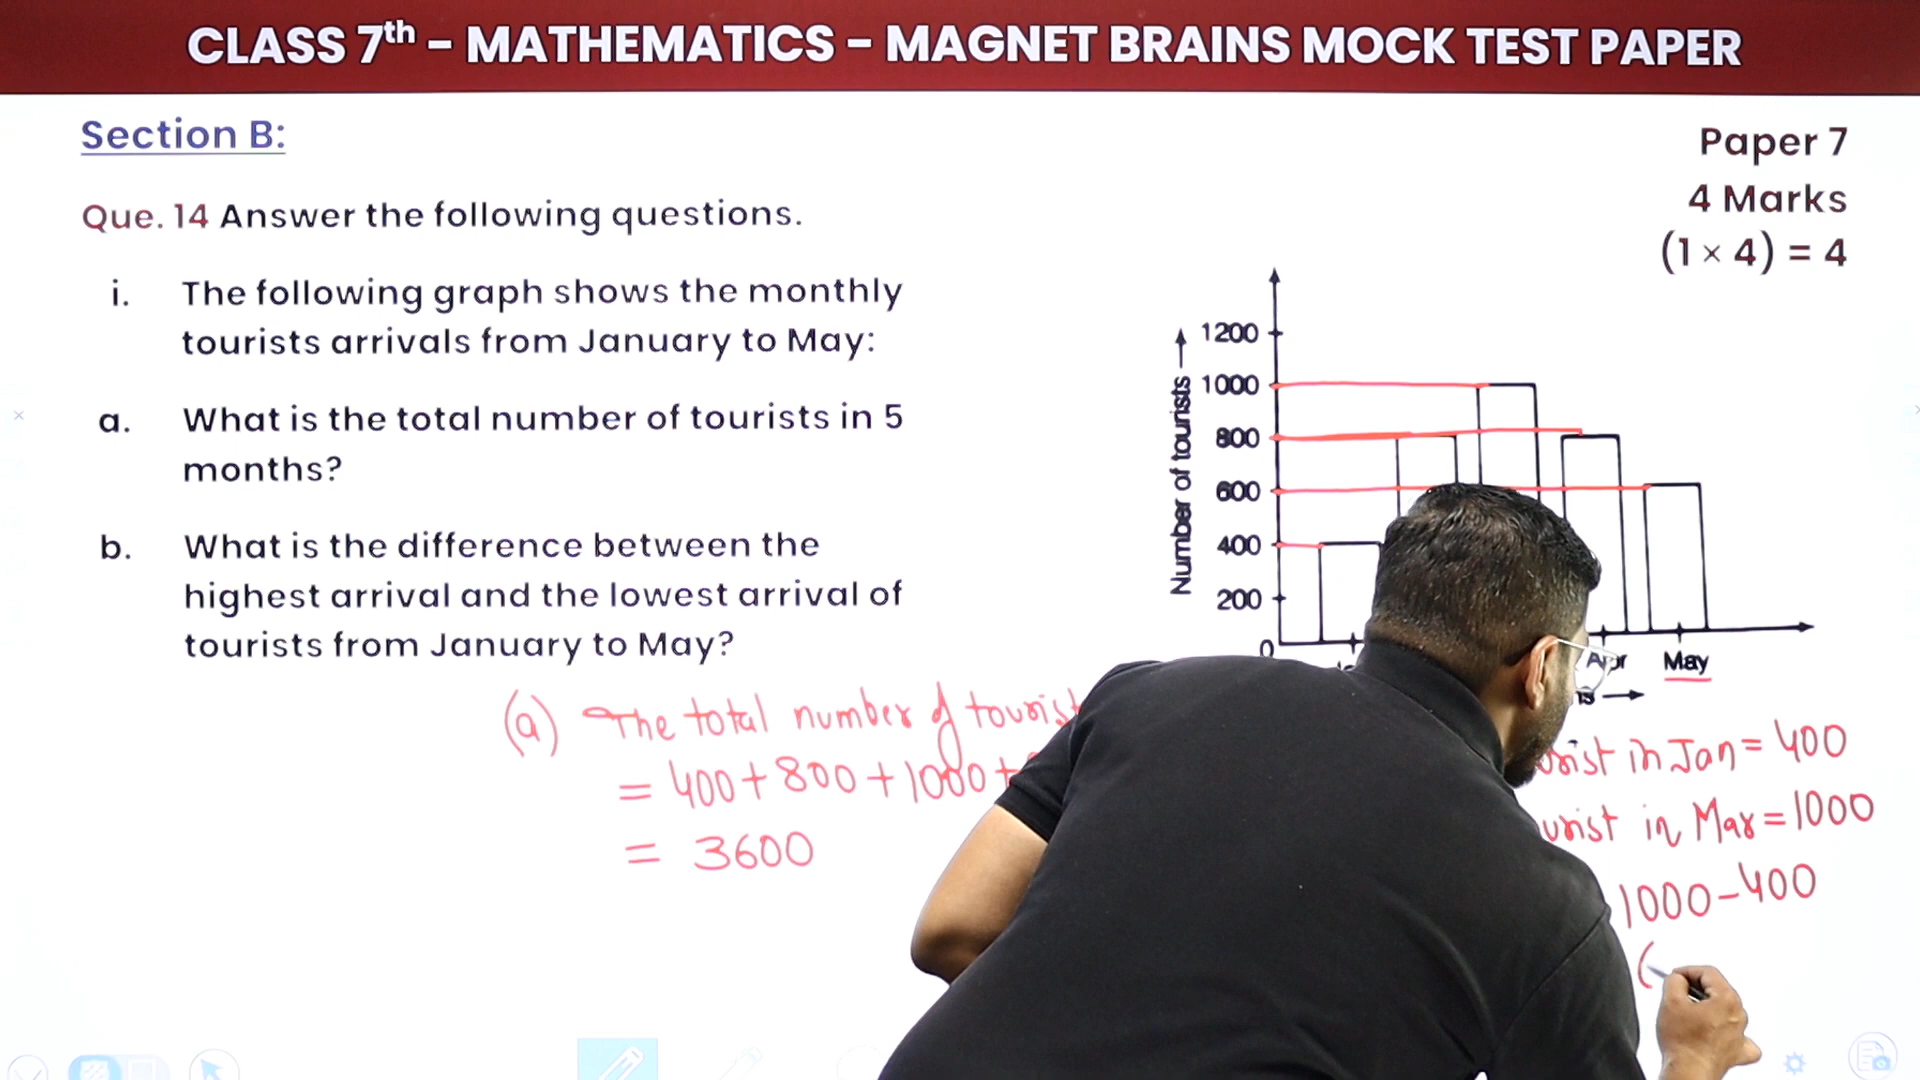 CLASS 7th – MATHEMATICS – MAGNET BRAINS MOCK TEST PAPER
Section B:
Paper 7
4 Marks
(1 × 4) = 4
Que. 14 Answer the following questions.
i. The following graph shows the monthly
tourists arrivals from January to May:
a. What is the total number of tourists in 5
months?
b. What is the difference between the
highest arrival and the lowest arrival of
tourists from January to May?
Number of tourists
1200
1000
800
600
400
200
0
Apr May
(a) The total number of tourist
= 400 + 800 + 1000 +
= 3600
in Jan = 400
in Mar = 1000
1000 – 400